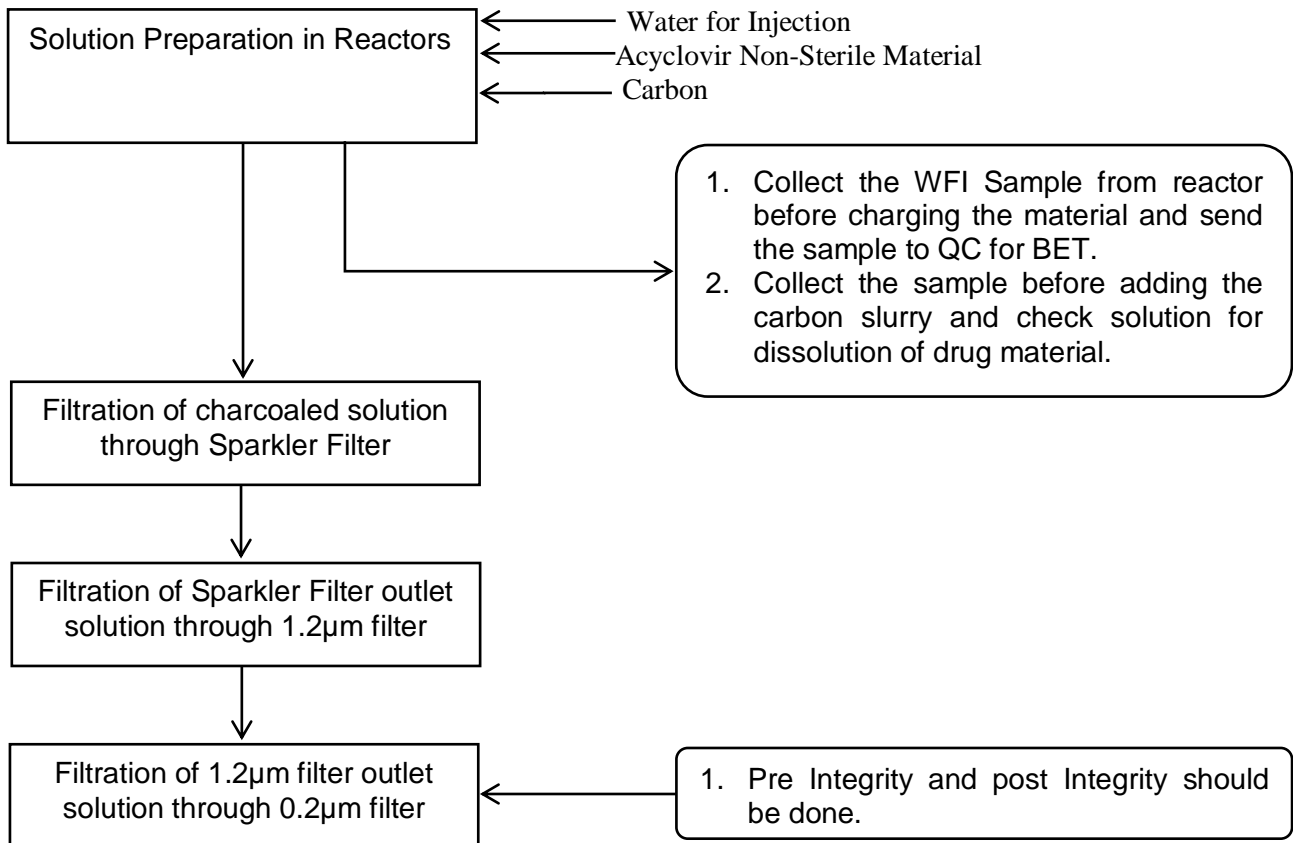 Solution Preparation in Reactors
Water for Injection
Acyclovir Non-Sterile Material
Carbon
1. Collect the WFI Sample from reactor
before charging the material and send
the sample to QC for BET.
2. Collect the sample before adding the
carbon slurry and check solution for
dissolution of drug material.
Filtration of charcoaled solution
through Sparkler Filter
Filtration of Sparkler Filter outlet
solution through 1.2µm filter
Filtration of 1.2µm filter outlet
solution through 0.2µm filter
1. Pre Integrity and post Integrity should
be done.